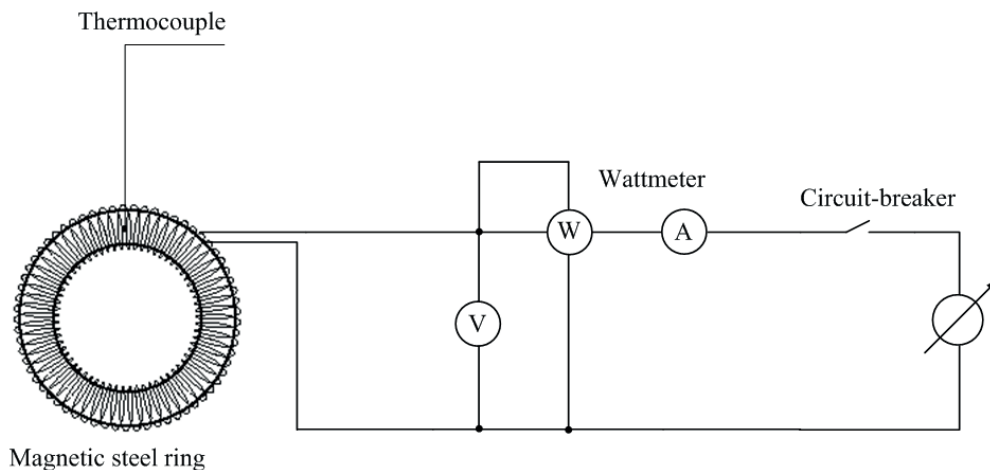 Thermocouple
Wattmeter
Circuit-breaker
W
A
V
Magnetic steel ring